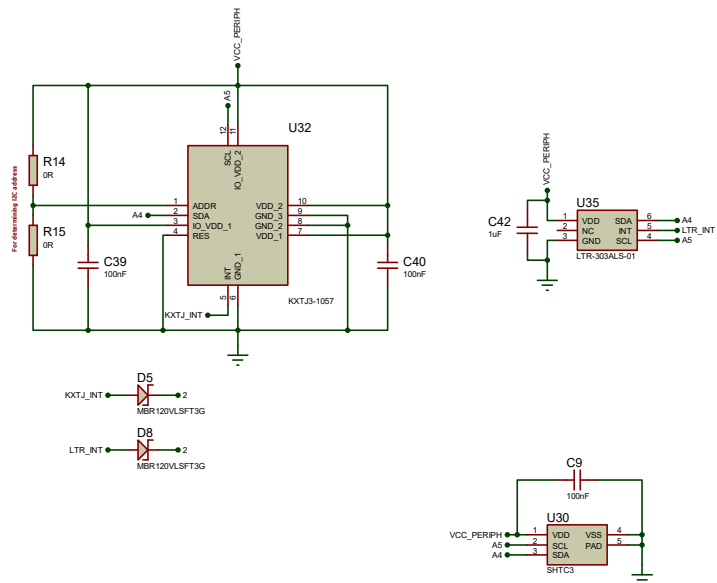 VCC_PERIPH
A5
U32
12
11
SCL
IO_VDD_2
R14
0R
For determining I2C address
R15
0R
A4
1 ADDR
2 SDA
3 IO_VDD_1
4 RES
VDD_2 10
GND_3 9
GND_2 8
VDD_1 7
C39
100nF
C40
100nF
INT
GND_1
5
6
KXTJ_INT
KXTJ3-1057
VCC_PERIPH
C42
1uF
U35
1 VDD SDA 6 A4
2 NC INT 5 LTR_INT
3 GND SCL 4 A5
LTR-303ALS-01
D5
KXTJ_INT 2
MBR120VLSFT3G
D8
LTR_INT 2
MBR120VLSFT3G
C9
100nF
U30
VCC_PERIPH 1 VDD VSS 4
A5 2 SCL PAD 5
A4 3 SDA
SHTC3